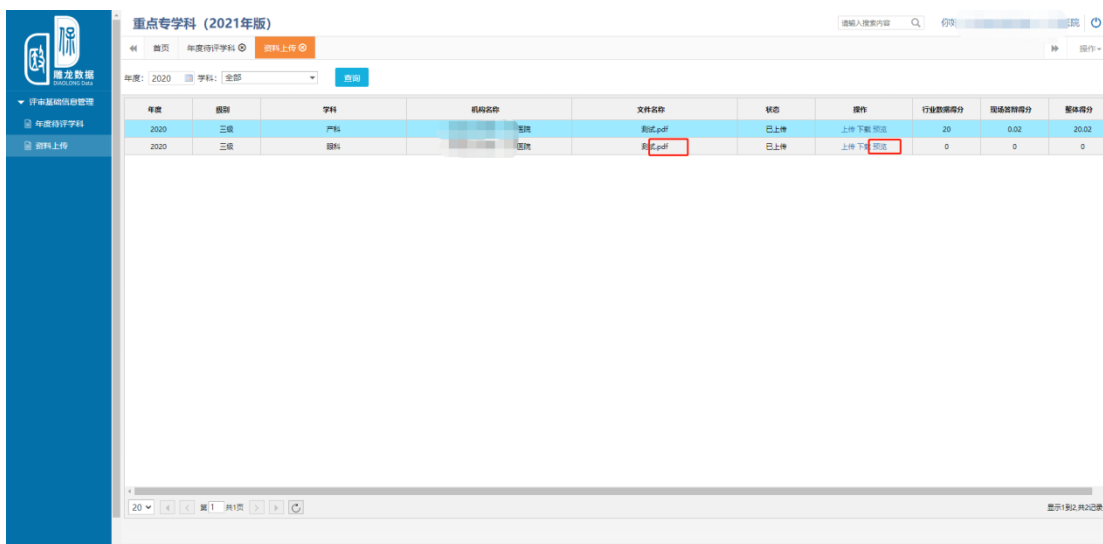 重点专学科（2021年版）
请输入搜索内容 你好 医院
首页 年度待评学科 资料上传 操作
雕龙数据
DIAOLONG Data
年度: 2020 学科: 全部 查询
评审基础信息管理
年度待评学科
资料上传
年度 级别 学科 机构名称 文件名称 状态 操作 行业数据得分 现场答辩得分 整体得分
2020 三级 产科 医院 测试.pdf 已上传 上传 下载 预览 20 0.02 20.02
2020 三级 眼科 医院 测试.pdf 已上传 上传 下载 预览 0 0 0
20 第 1 共1页
显示1到2,共2记录